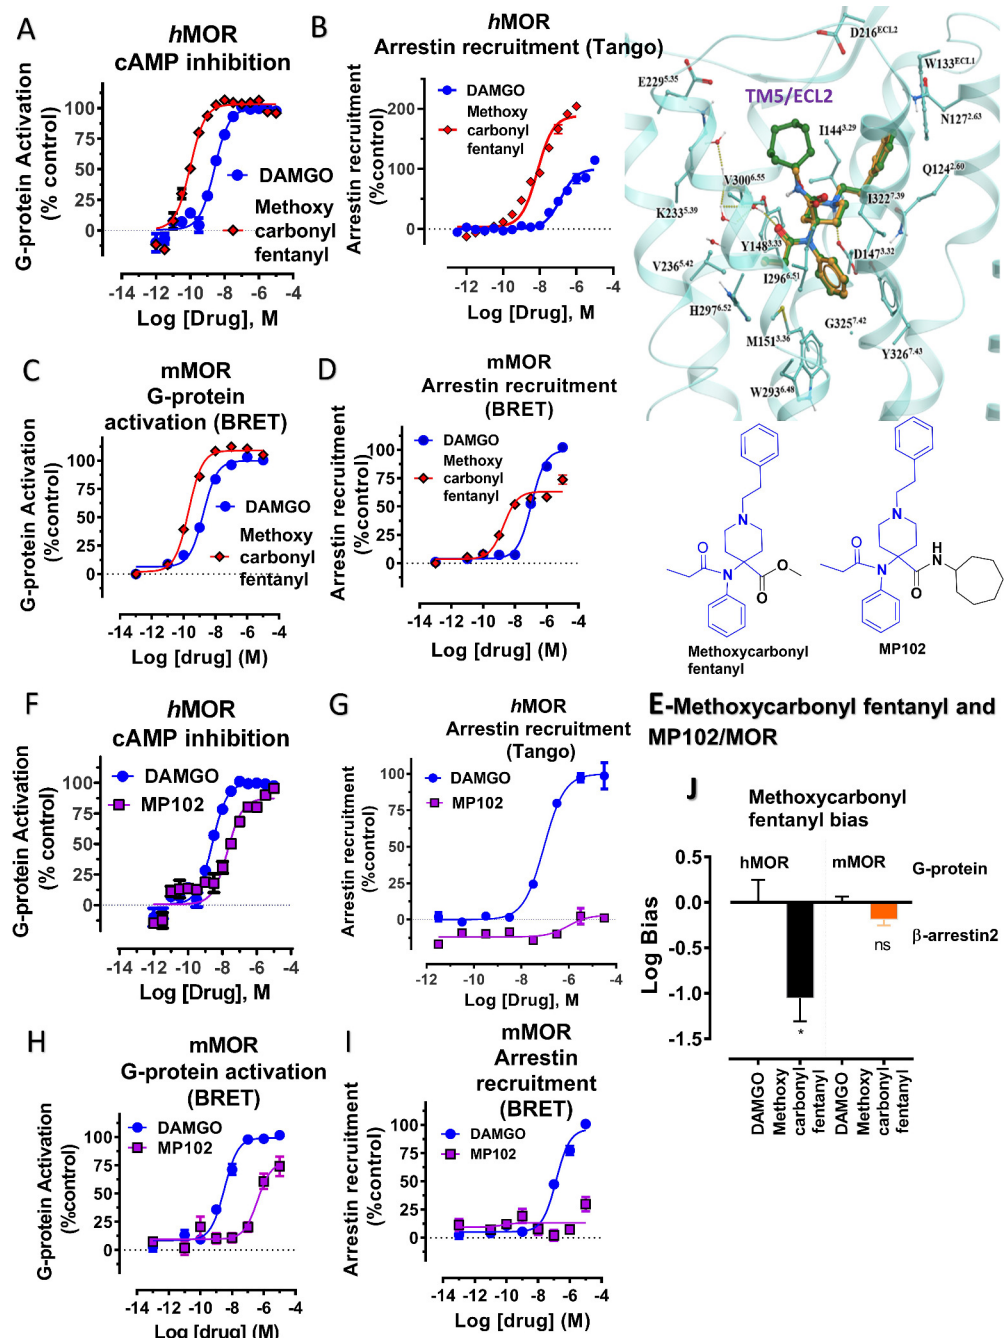 A
hMOR
cAMP inhibition
G-protein Activation
(% control)
100
75
50
25
0
DAMGO
Methoxy
carbonyl
fentanyl
-14 -12 -10 -8 -6 -4
Log [Drug], M
B
hMOR
Arrestin recruitment (Tango)
Arrestin recruitment
(%control)
200
100
0
DAMGO
Methoxy
carbonyl
fentanyl
-12 -10 -8 -6 -4
Log [Drug], M
D216ECL2
W133ECL1
E2295.35
TM5/ECL2
N1272.63
I1443.29
Q1242.60
V3006.55
I3227.39
K2335.39
Y1483.33
D1473.32
V2365.42
I2966.51
H2976.52
G3257.42
M1513.36
Y3267.43
W2936.48
C
mMOR
G-protein
activation (BRET)
G-protein Activation
(%control)
100
75
50
25
0
DAMGO
Methoxy
carbonyl
fentanyl
-14 -12 -10 -8 -6 -4
Log [drug] (M)
D
mMOR
Arrestin recruitment
(BRET)
Arrestin recruitment
(%control)
100
75
50
25
0
DAMGO
Methoxy
carbonyl
fentanyl
-14 -12 -10 -8 -6 -4
Log [drug] (M)
N
O
N
O
O
Methoxycarbonyl
fentanyl
N
O
H
N
N
O
MP102
E-Methoxycarbonyl fentanyl and
MP102/MOR
F
hMOR
cAMP inhibition
G-protein Activation
(% control)
100
75
50
25
0
DAMGO
MP102
-14 -12 -10 -8 -6 -4
Log [Drug], M
G
hMOR
Arrestin recruitment
(Tango)
Arrestin recruitment
(%control)
100
75
50
25
0
-25
-50
DAMGO
MP102
-12 -10 -8 -6 -4
Log [Drug], M
J
Methoxycarbonyl
fentanyl bias
Log Bias
0.5
0.0
-0.5
-1.0
-1.5
hMOR
mMOR
G-protein
β-arrestin2
*
ns
DAMGO
Methoxy
carbonyl
fentanyl
DAMGO
Methoxy
carbonyl
fentanyl
H
mMOR
G-protein activation
(BRET)
G-protein Activation
(%control)
100
75
50
25
0
DAMGO
MP102
-14 -12 -10 -8 -6 -4
Log [drug] (M)
I
mMOR
Arrestin
recruitment
(BRET)
Arrestin recruitment
(%control)
100
75
50
25
0
DAMGO
MP102
-14 -12 -10 -8 -6 -4
Log [drug] (M)